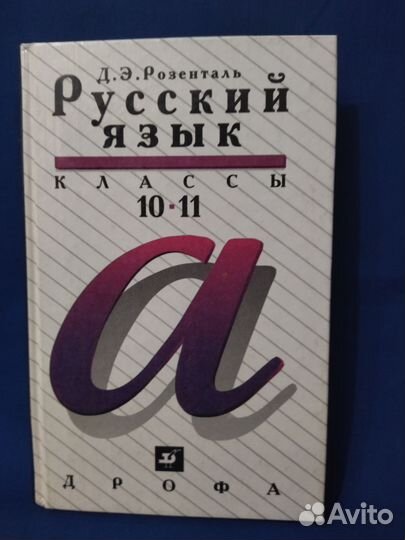 Д.Э.Розенталь
Русский
язык
КЛАССЫ
10-11
а
ДРОФА
Avito